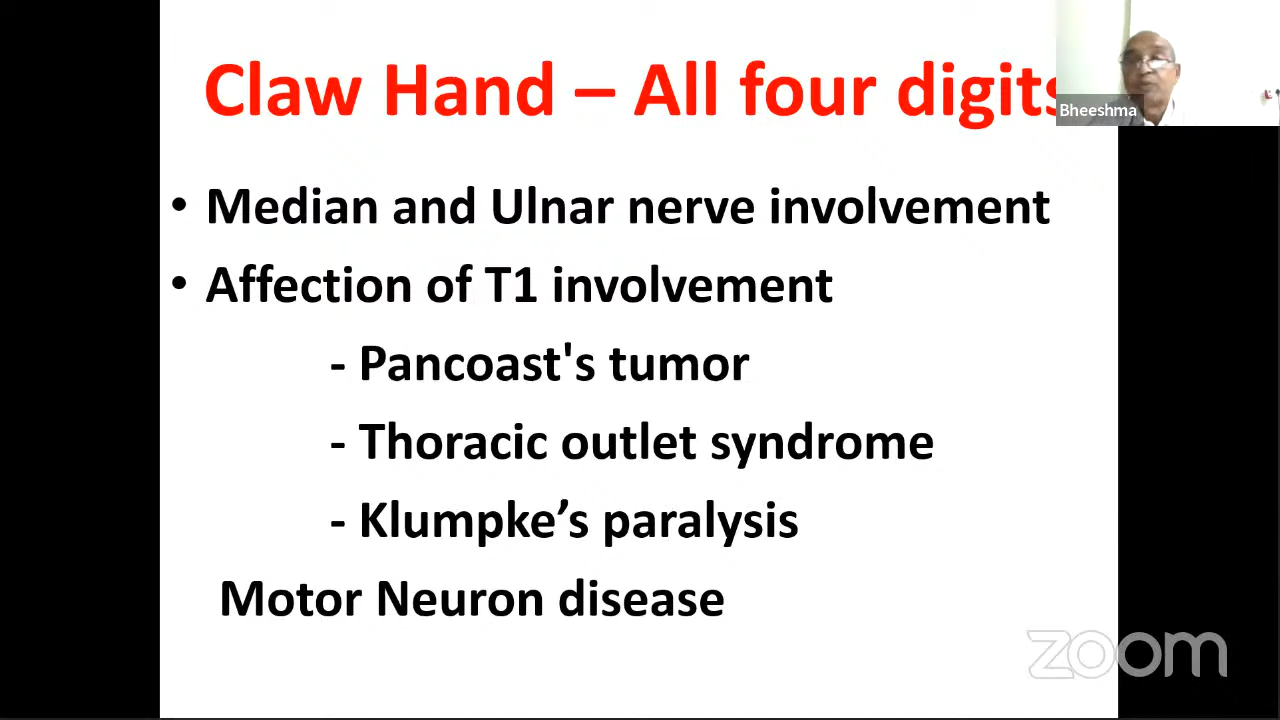 Claw Hand – All four digits
Bheeshma
• Median and Ulnar nerve involvement
• Affection of T1 involvement
- Pancoast's tumor
- Thoracic outlet syndrome
- Klumpke’s paralysis
Motor Neuron disease
zoom